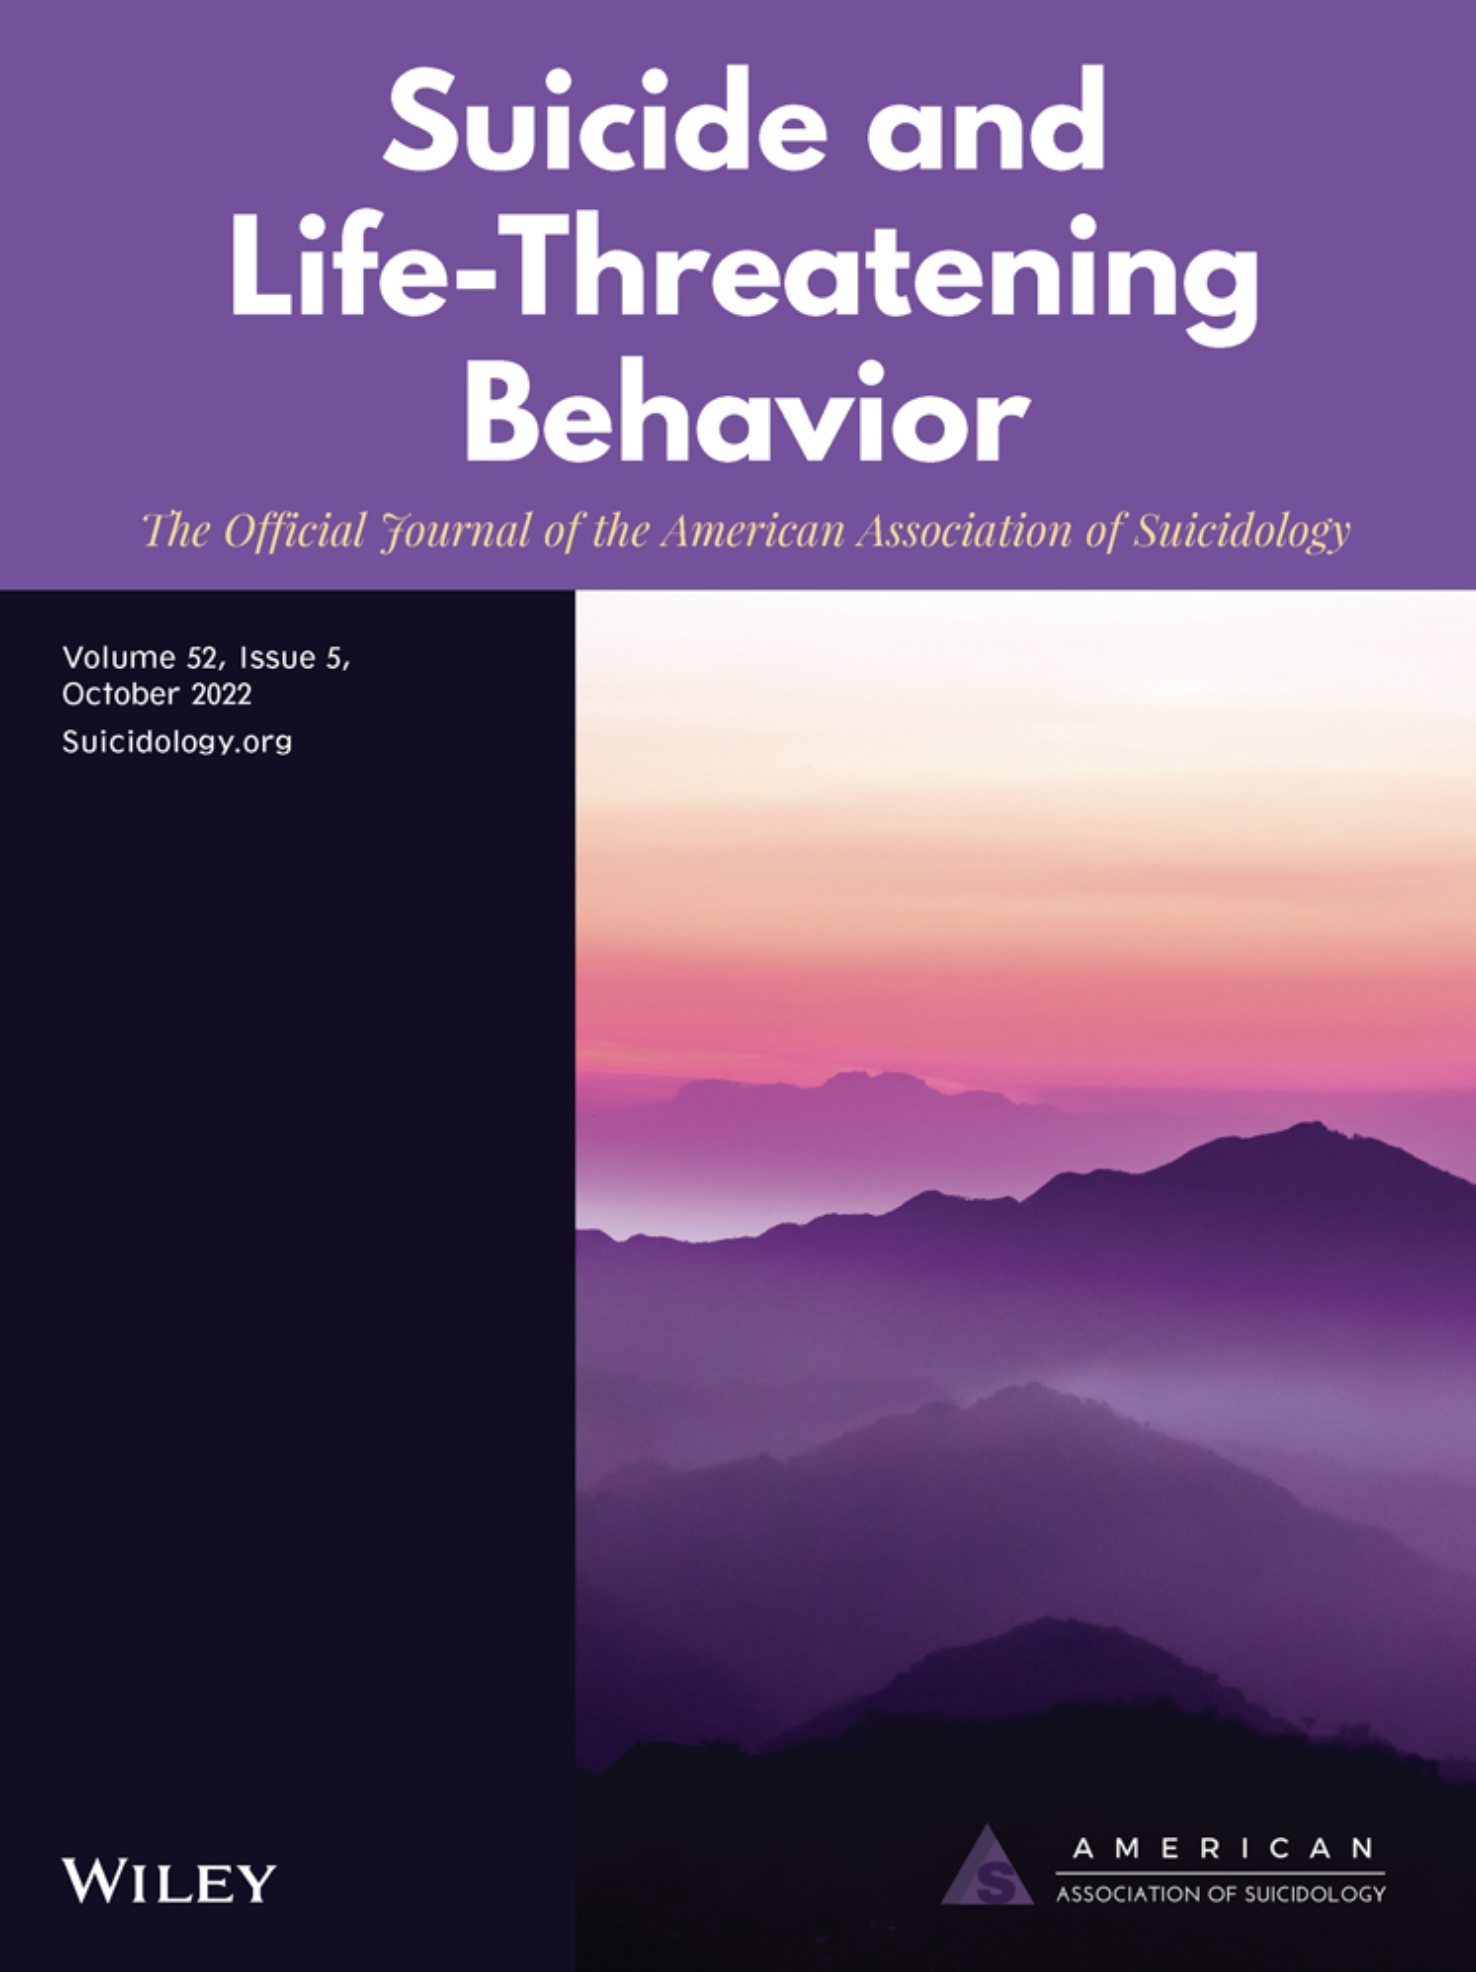 Suicide and
Life-Threatening
Behavior
The Official Journal of the American Association of Suicidology
Volume 52, Issue 5,
October 2022
Suicidology.org
WILEY
S
AMERICAN
ASSOCIATION OF SUICIDOLOGY